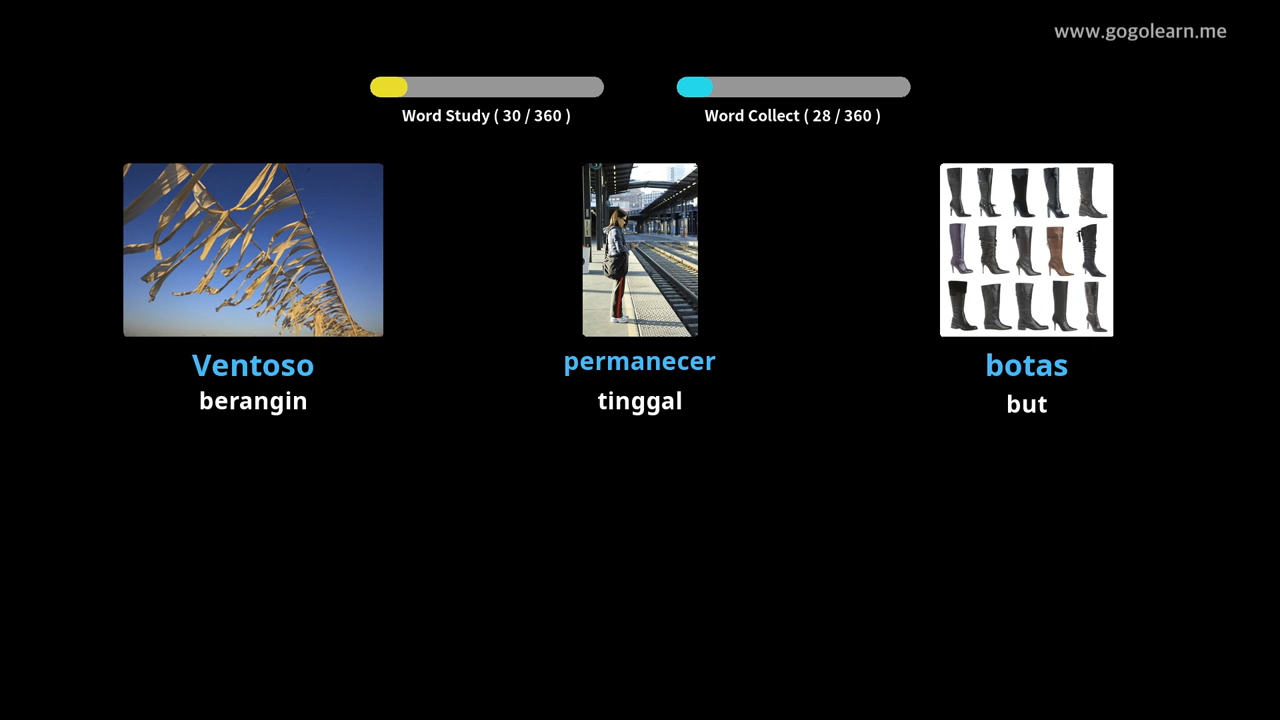 www.gogolearn.me
Word Study ( 30 / 360 )
Word Collect ( 28 / 360 )
Ventoso
berangin
permanecer
tinggal
botas
but